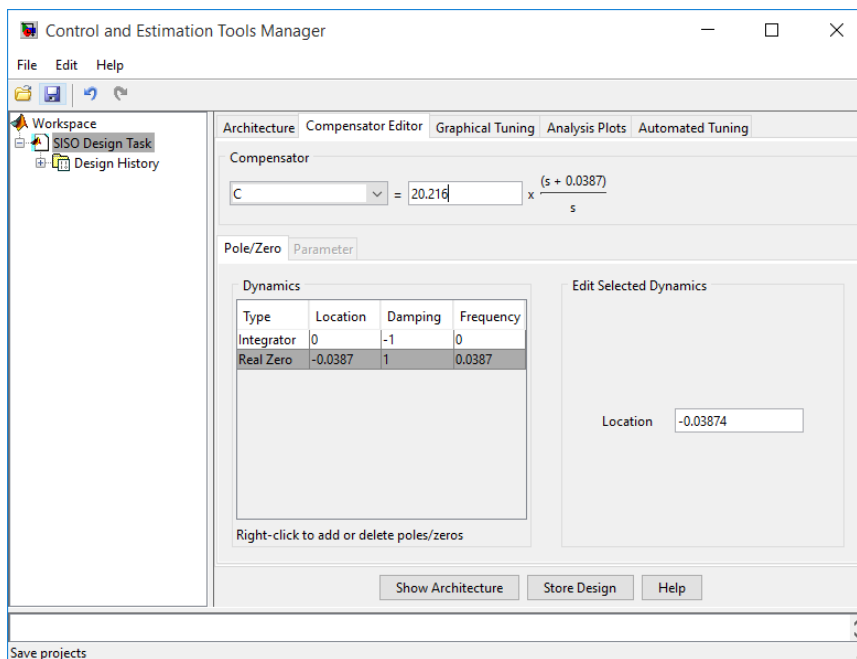 Control and Estimation Tools Manager
File Edit Help
Workspace
SISO Design Task
Design History
Architecture Compensator Editor Graphical Tuning Analysis Plots Automated Tuning
Compensator
C = 20.216 x (s + 0.0387)
s
Pole/Zero Parameter
Dynamics
Type Location Damping Frequency
Integrator 0 -1 0
Real Zero -0.0387 1 0.0387
Right-click to add or delete poles/zeros
Edit Selected Dynamics
Location -0.03874
Show Architecture Store Design Help
Save projects